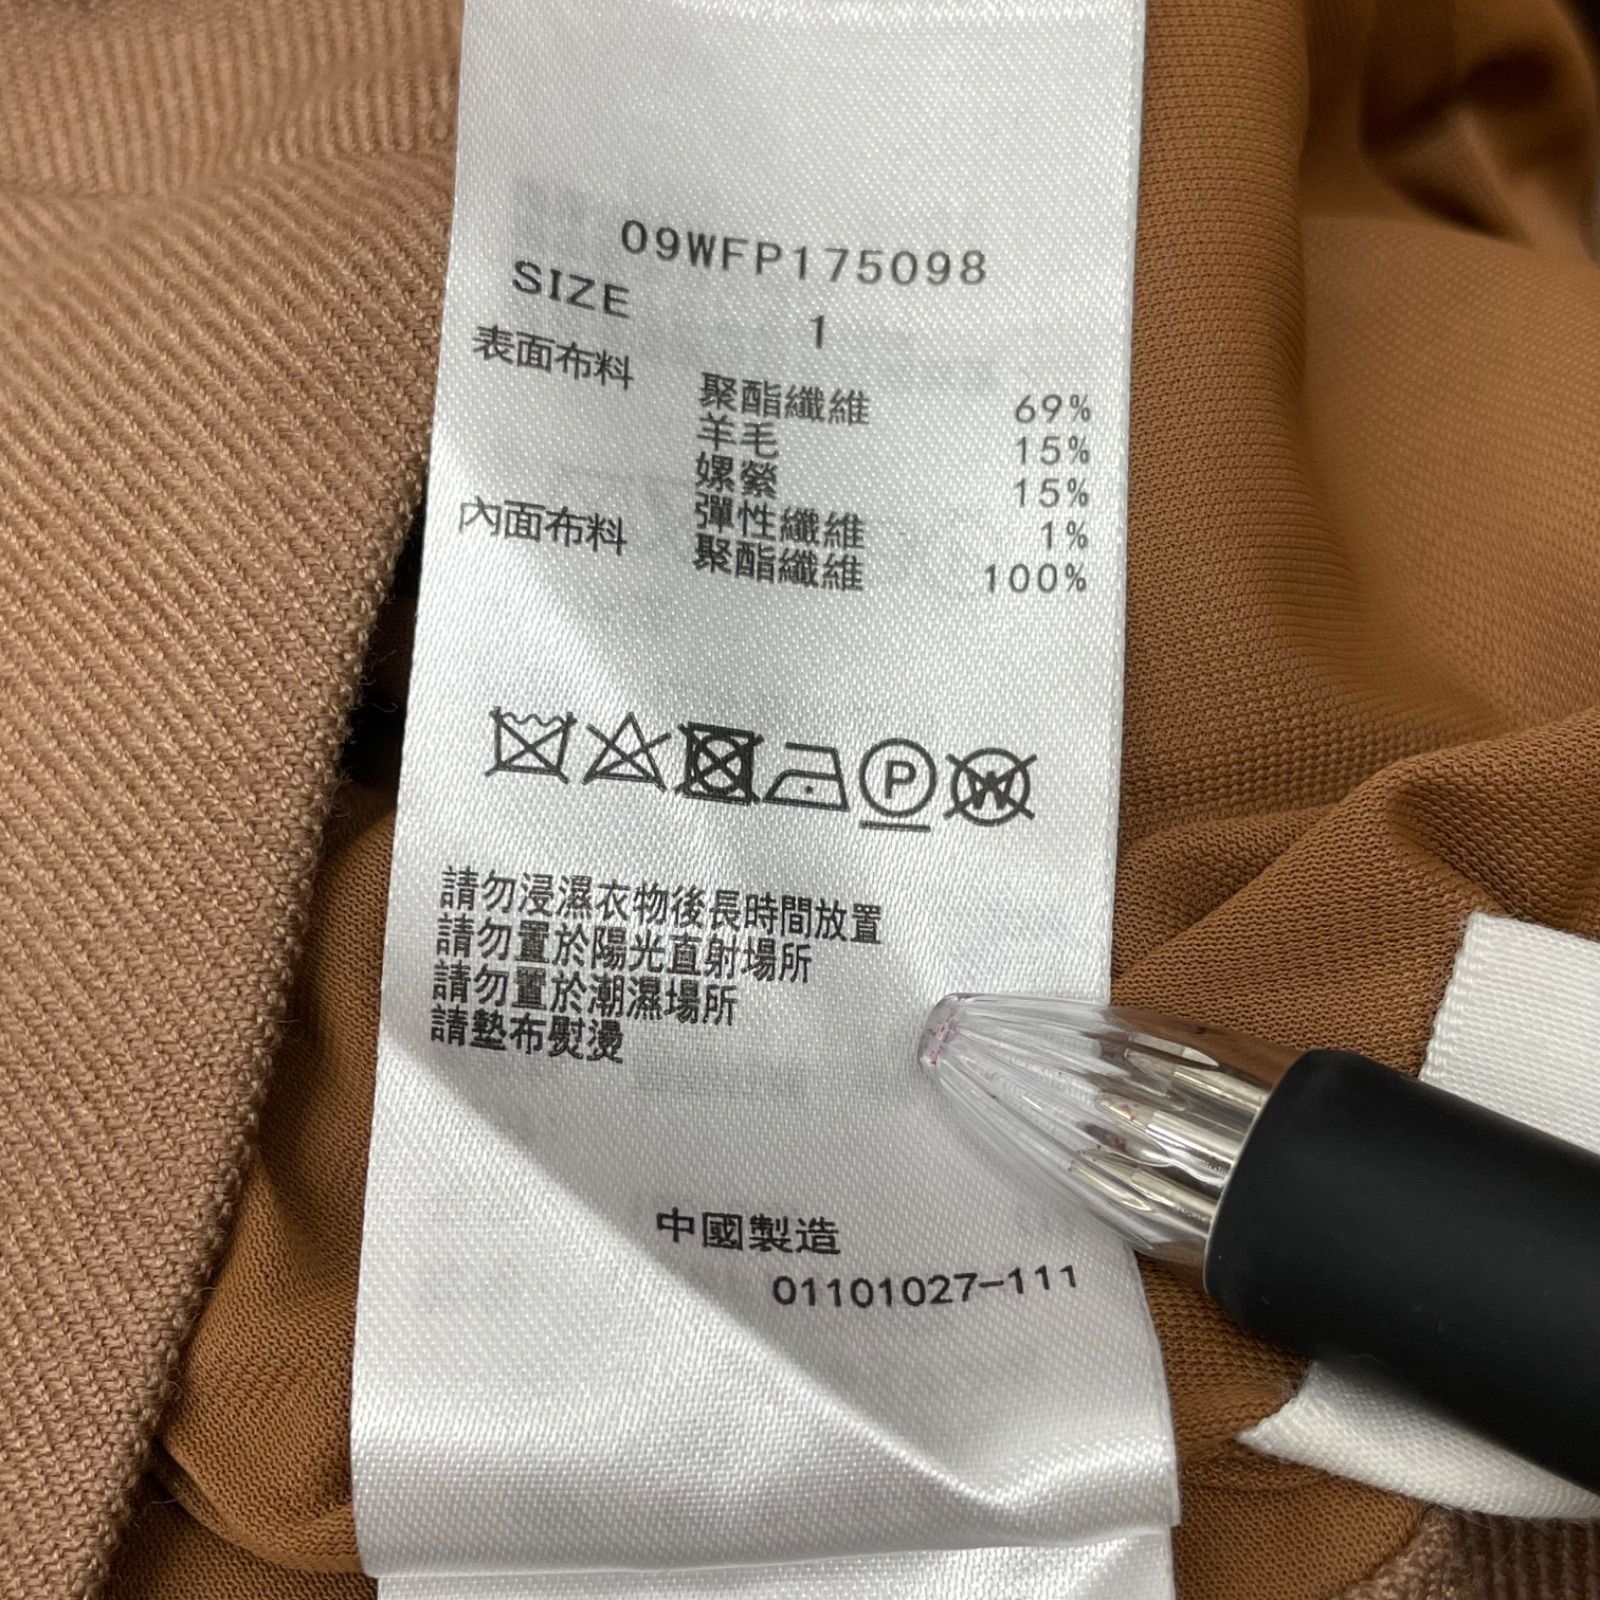 09WFP175098
SIZE 1
表面布料 聚酯纖維 69%
羊毛 15%
嫘縈 15%
彈性纖維 1%
內面布料 聚酯纖維 100%
P W
請勿浸濕衣物後長時間放置
請勿置於陽光直射場所
請勿置於潮濕場所
請墊布熨燙
中國製造
01101027-111